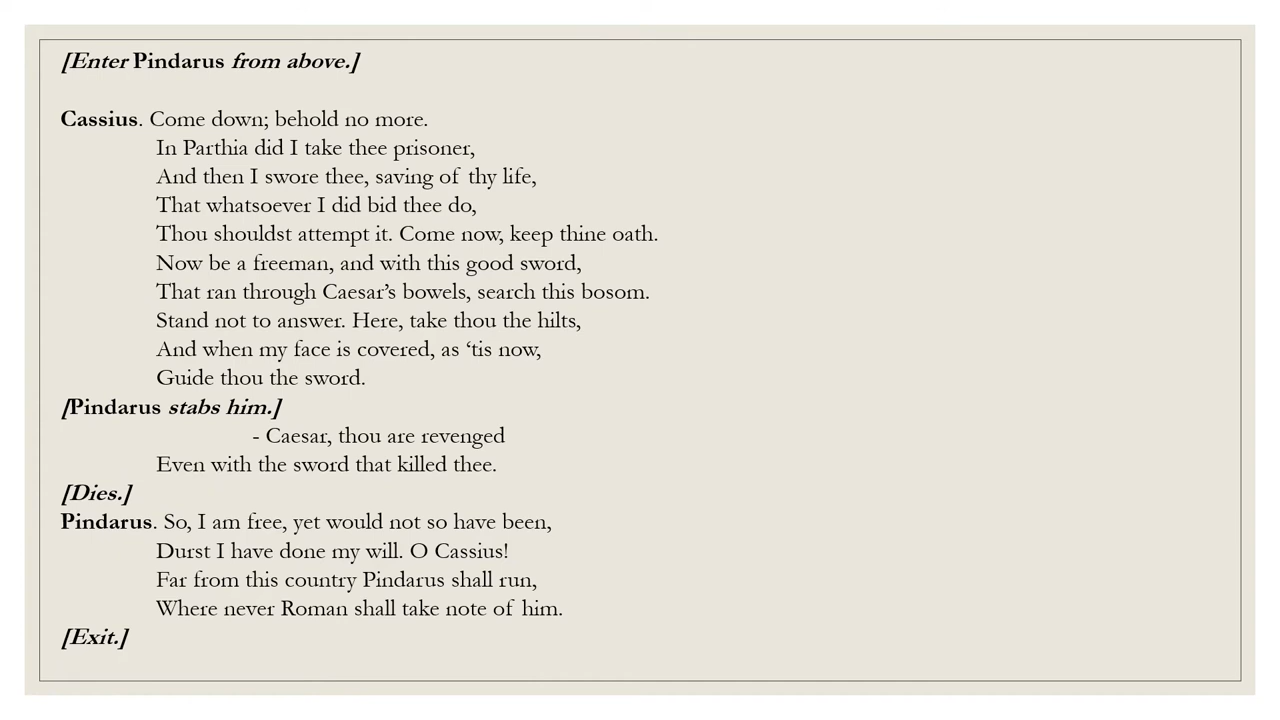 [Enter Pindarus from above.]
Cassius. Come down; behold no more.
In Parthia did I take thee prisoner,
And then I swore thee, saving of thy life,
That whatsoever I did bid thee do,
Thou shouldst attempt it. Come now, keep thine oath.
Now be a freeman, and with this good sword,
That ran through Caesar’s bowels, search this bosom.
Stand not to answer. Here, take thou the hilts,
And when my face is covered, as ‘tis now,
Guide thou the sword.
[Pindarus stabs him.]
- Caesar, thou are revenged
Even with the sword that killed thee.
[Dies.]
Pindarus. So, I am free, yet would not so have been,
Durst I have done my will. O Cassius!
Far from this country Pindarus shall run,
Where never Roman shall take note of him.
[Exit.]